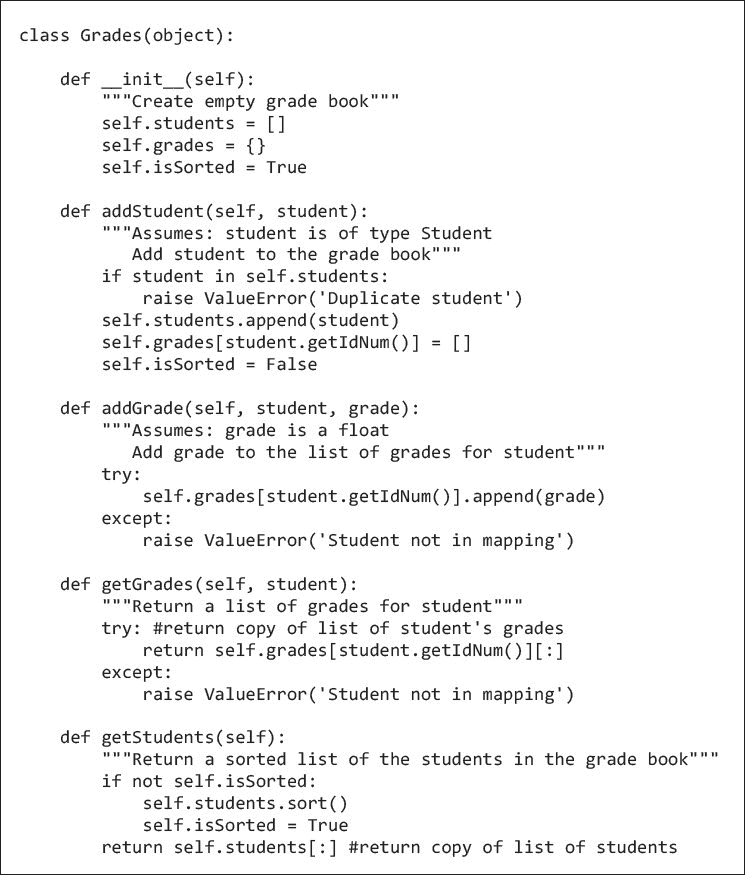 class Grades(object):
    def __init__(self):
        """Create empty grade book"""
        self.students = []
        self.grades = {}
        self.isSorted = True
    def addStudent(self, student):
        """Assumes: student is of type Student
           Add student to the grade book"""
        if student in self.students:
            raise ValueError('Duplicate student')
        self.students.append(student)
        self.grades[student.getIdNum()] = []
        self.isSorted = False
    def addGrade(self, student, grade):
        """Assumes: grade is a float
           Add grade to the list of grades for student"""
        try:
            self.grades[student.getIdNum()].append(grade)
        except:
            raise ValueError('Student not in mapping')
    def getGrades(self, student):
        """Return a list of grades for student"""
        try: #return copy of list of student's grades
            return self.grades[student.getIdNum()][:]
        except:
            raise ValueError('Student not in mapping')
    def getStudents(self):
        """Return a sorted list of the students in the grade book"""
        if not self.isSorted:
            self.students.sort()
            self.isSorted = True
        return self.students[:] #return copy of list of students